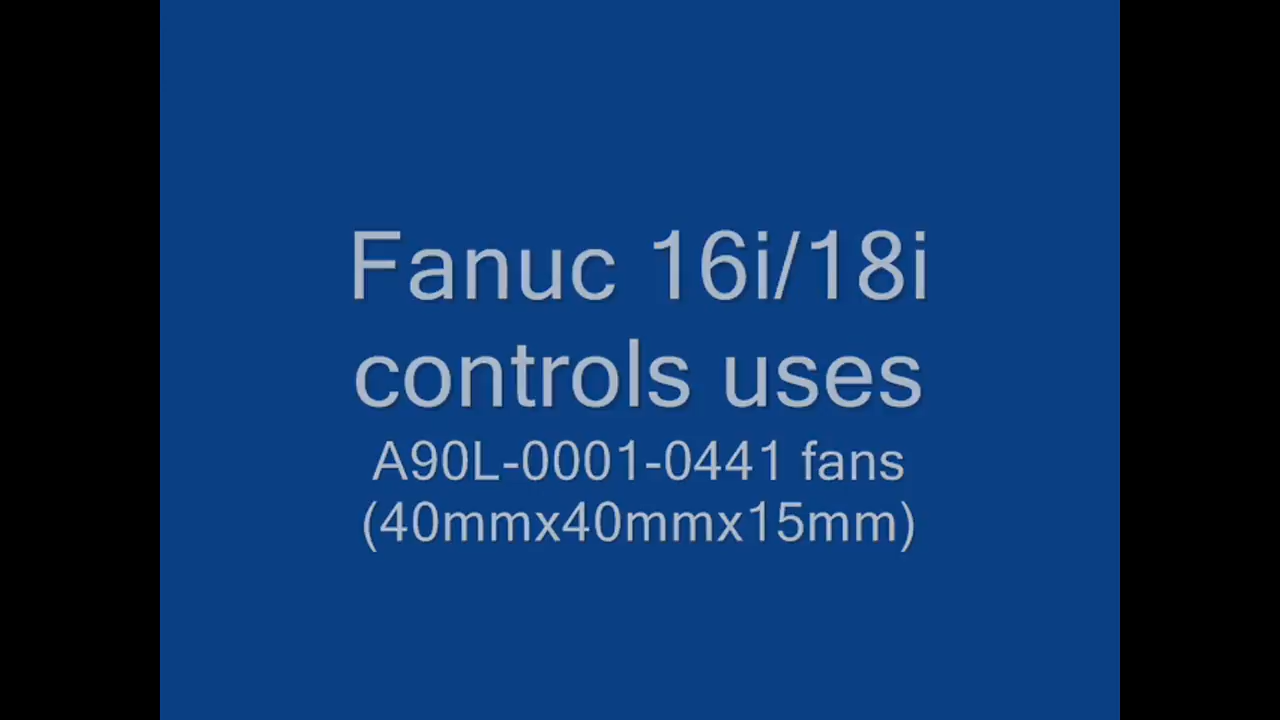 Fanuc 16i/18i
controls uses
A90L-0001-0441 fans
(40mmx40mmx15mm)